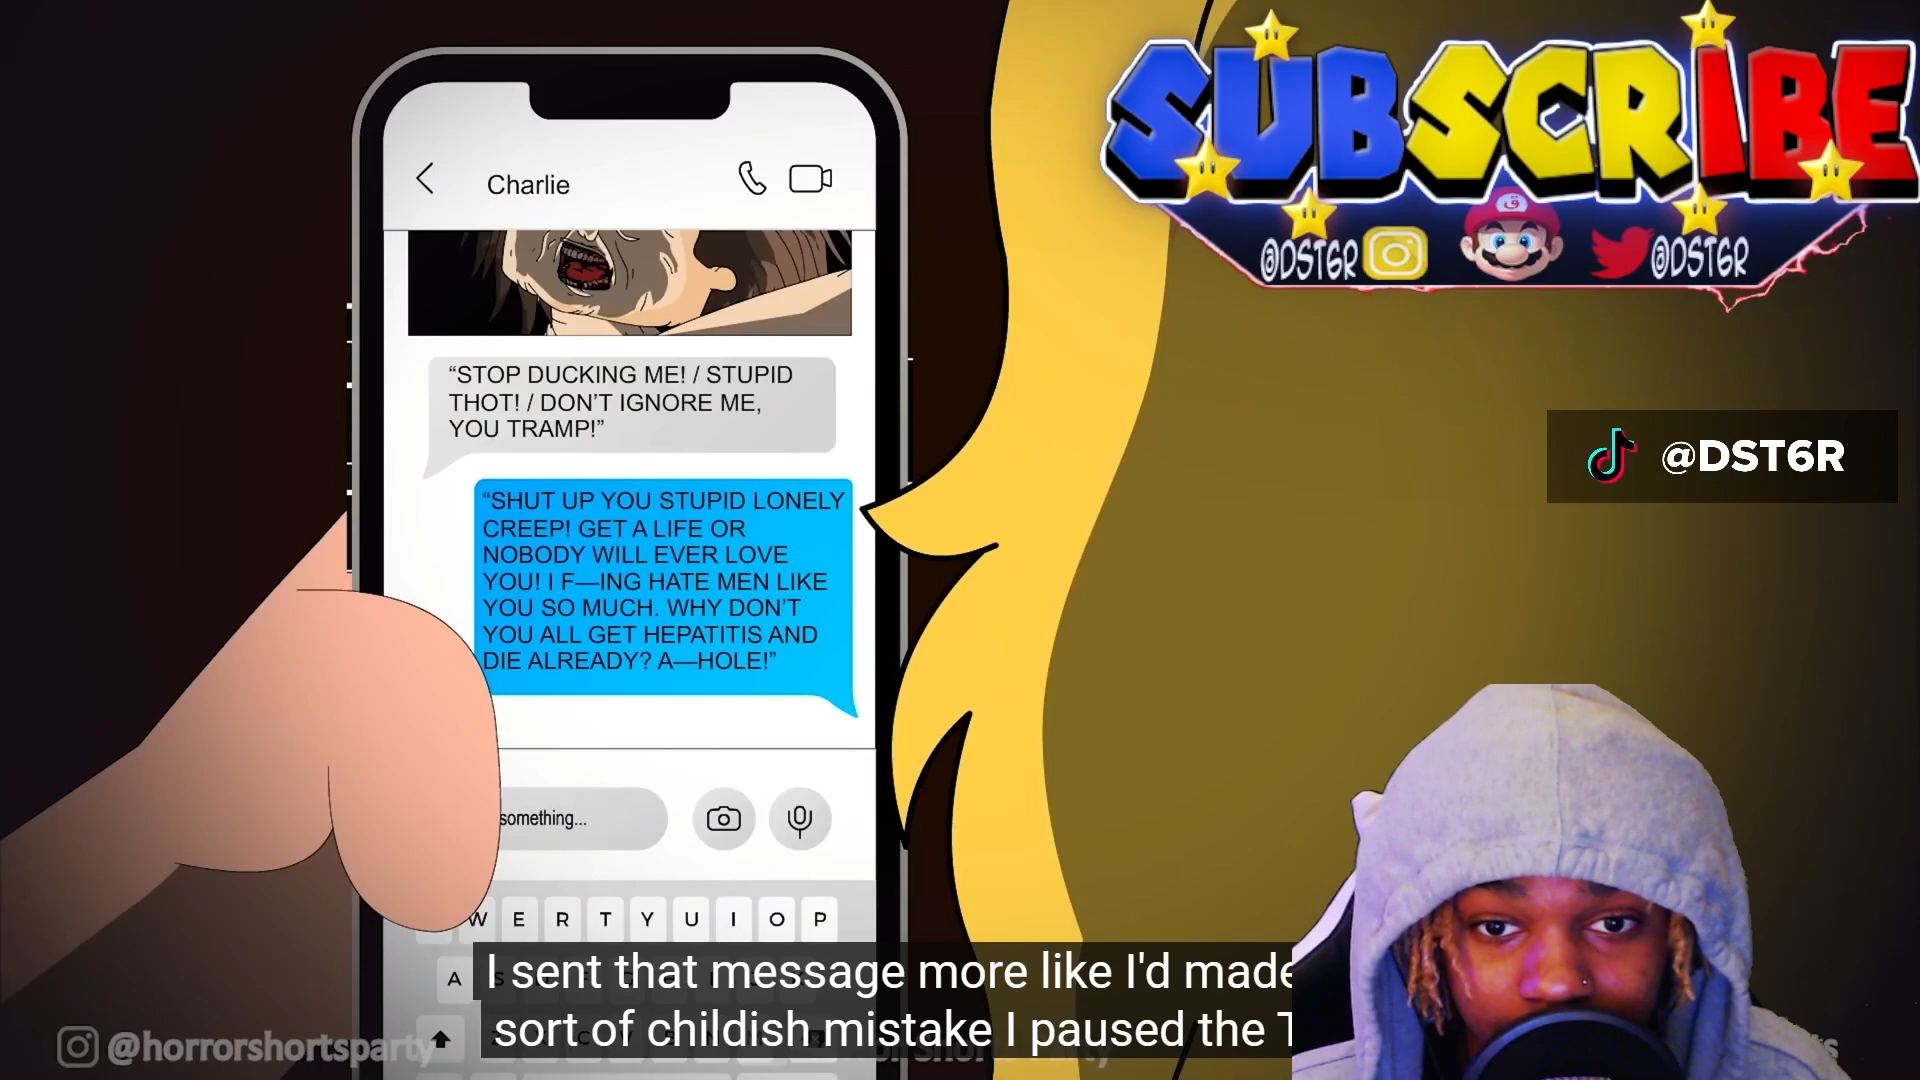 SUBSCRIBE
@DST6R
@DST6R
Charlie
“STOP DUCKING ME! / STUPID
THOT! / DON’T IGNORE ME,
YOU TRAMP!”
@DST6R
“SHUT UP YOU STUPID LONELY
CREEP! GET A LIFE OR
NOBODY WILL EVER LOVE
YOU! I F—ING HATE MEN LIKE
YOU SO MUCH. WHY DON’T
YOU ALL GET HEPATITIS AND
DIE ALREADY? A—HOLE!”
something...
W E R T Y U I O P
A
I sent that message more like I'd made
sort of childish mistake I paused the
@horrorshortsparty